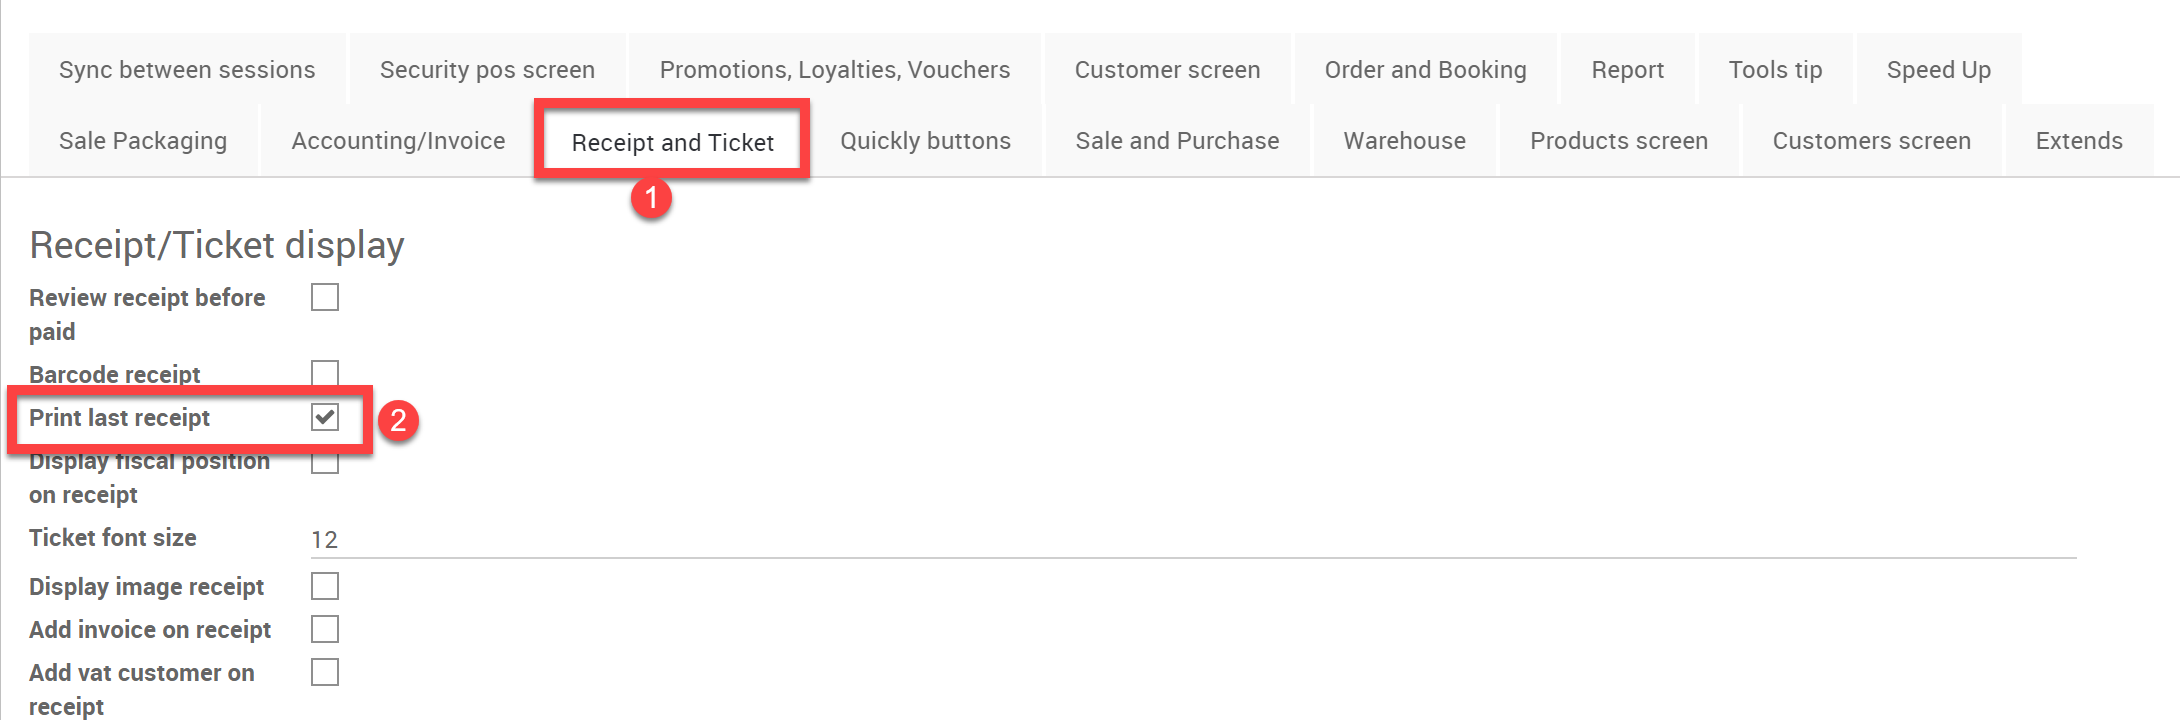 Sync between sessions Security pos screen Promotions, Loyalties, Vouchers Customer screen Order and Booking Report Tools tip Speed Up
Sale Packaging Accounting/Invoice Receipt and Ticket Quickly buttons Sale and Purchase Warehouse Products screen Customers screen Extends
1
Receipt/Ticket display
Review receipt before
paid
Barcode receipt
Print last receipt 2
Display fiscal position
on receipt
Ticket font size 12
Display image receipt
Add invoice on receipt
Add vat customer on
receipt